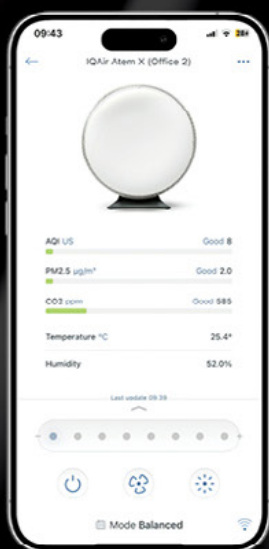 09:43
IQAir Atem X (Office 2)
AQI US Good 8
PM2.5 µg/m³ Good 2.0
CO2 ppm Good 585
Temperature °C 25.4°
Humidity 52.0%
Last update 09:39
Mode Balanced